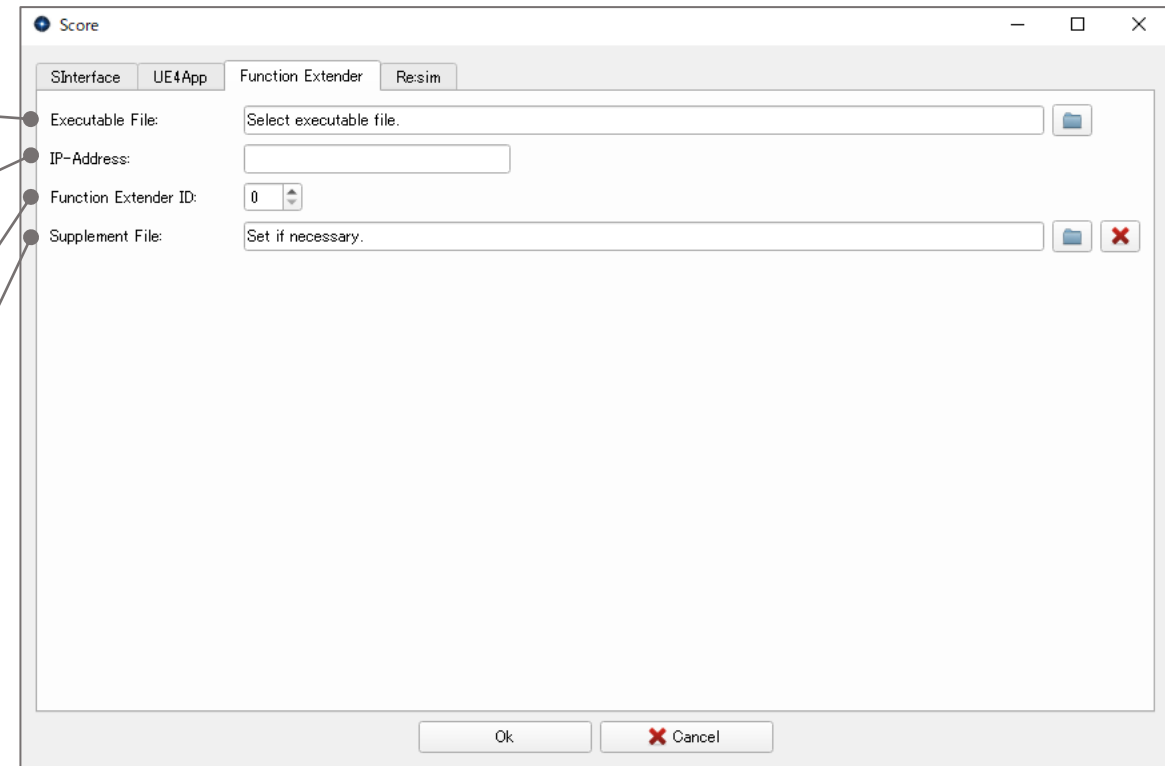 Score
SInterface UE4App Function Extender Re:sim
Executable File: Select executable file.
IP-Address:
Function Extender ID: 0
Supplement File: Set if necessary.
Ok Cancel